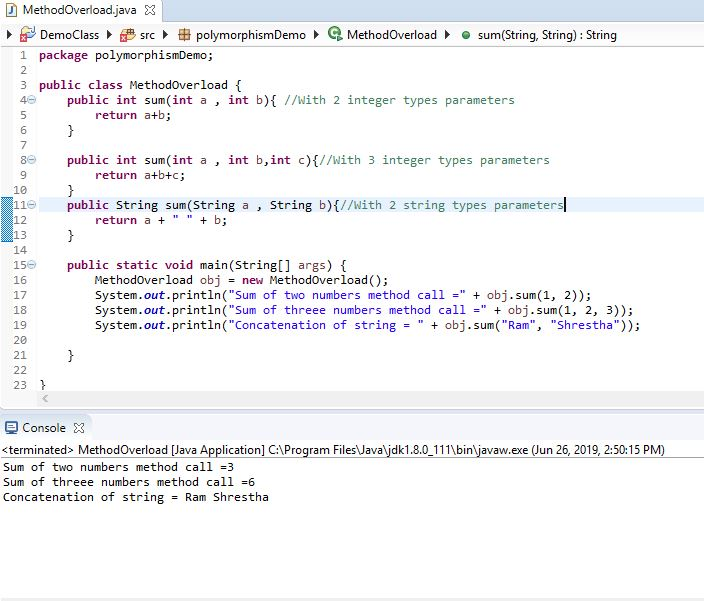 MethodOverload.java
DemoClass src polymorphismDemo MethodOverload sum(String, String) : String
1 package polymorphismDemo;
2
3 public class MethodOverload {
4 public int sum(int a , int b){ //With 2 integer types parameters
5 return a+b;
6 }
7
8 public int sum(int a , int b,int c){//With 3 integer types parameters
9 return a+b+c;
10 }
11 public String sum(String a , String b){//With 2 string types parameters
12 return a + " " + b;
13 }
14
15 public static void main(String[] args) {
16 MethodOverload obj = new MethodOverload();
17 System.out.println("Sum of two numbers method call =" + obj.sum(1, 2));
18 System.out.println("Sum of threee numbers method call =" + obj.sum(1, 2, 3));
19 System.out.println("Concatenation of string = " + obj.sum("Ram", "Shrestha"));
20
21 }
22
23 }
Console
<terminated> MethodOverload [Java Application] C:\Program Files\Java\jdk1.8.0_111\bin\javaw.exe (Jun 26, 2019, 2:50:15 PM)
Sum of two numbers method call =3
Sum of threee numbers method call =6
Concatenation of string = Ram Shrestha